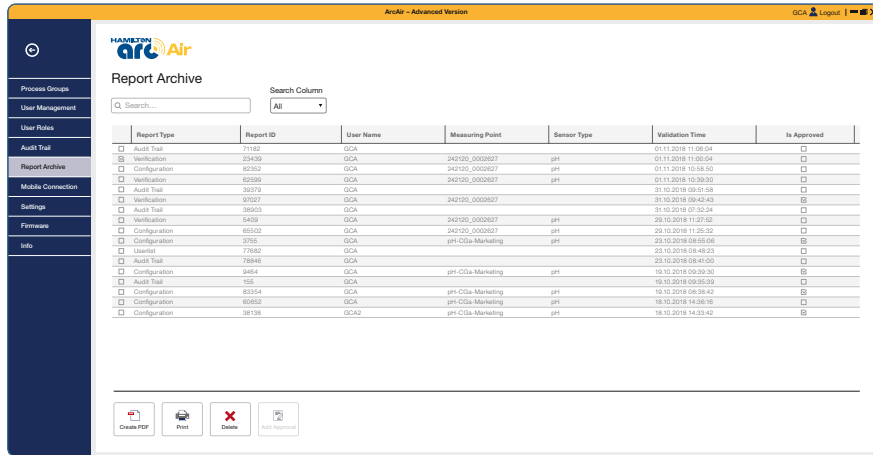 ArcAir – Advanced Version
GCA Logout
HAMILTON
arc Air
Process Groups
User Management
User Roles
Audit Trail
Report Archive
Mobile Connection
Settings
Firmware
Info
Report Archive
Search Column
Search...
All
Report Type Report ID User Name Measuring Point Sensor Type Validation Time Is Approved
Audit Trail 71182 GCA 01.11.2018 11:06:04
Verification 23439 GCA 242120_0002627 pH 01.11.2018 11:00:04
Configuration 82352 GCA 242120_0002627 pH 01.11.2018 10:58:50
Verification 62599 GCA 242120_0002627 pH 01.11.2018 10:39:30
Audit Trail 39379 GCA 31.10.2018 09:51:58
Verification 97027 GCA 242120_0002627 pH 31.10.2018 09:42:43
Audit Trail 38903 GCA 31.10.2018 07:32:24
Verification 5409 GCA 242120_0002627 pH 29.10.2018 11:27:52
Configuration 65502 GCA 242120_0002627 pH 29.10.2018 11:25:32
Configuration 3755 GCA pH-CGa-Marketing pH 23.10.2018 08:55:06
Userlist 77682 GCA 23.10.2018 08:48:23
Audit Trail 78846 GCA 23.10.2018 08:41:00
Configuration 9464 GCA pH-CGa-Marketing pH 19.10.2018 09:39:30
Audit Trail 155 GCA 19.10.2018 09:35:39
Configuration 83354 GCA pH-CGa-Marketing pH 19.10.2018 08:38:42
Configuration 60652 GCA pH-CGa-Marketing pH 18.10.2018 14:36:16
Configuration 38138 GCA2 pH-CGa-Marketing pH 18.10.2018 14:33:42
Create PDF
Print
Delete
Add Approval